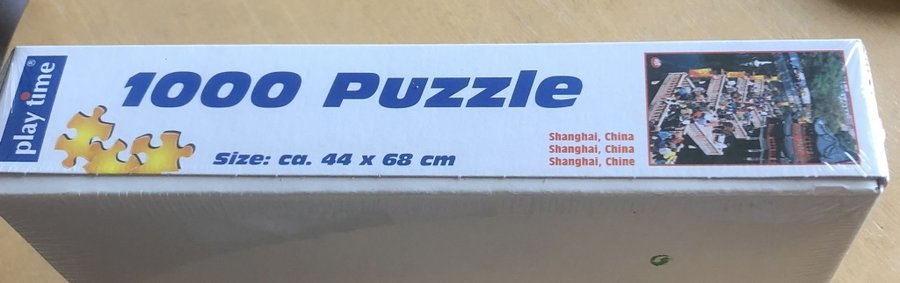 play time®
1000 Puzzle
Size: ca. 44 x 68 cm
Shanghai, China
Shanghai, China
Shanghai, Chine